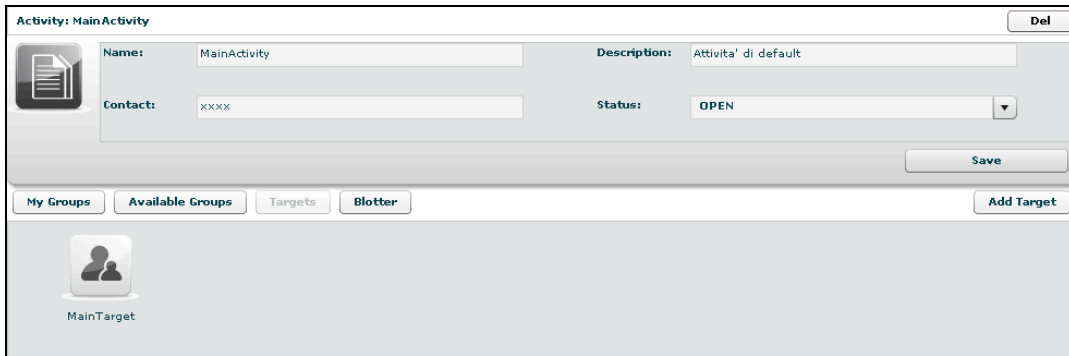 Activity: MainActivity
Del
Name:
MainActivity
Description:
Attivita' di default
Contact:
xxxx
Status:
OPEN
Save
My Groups
Available Groups
Targets
Blotter
Add Target
MainTarget